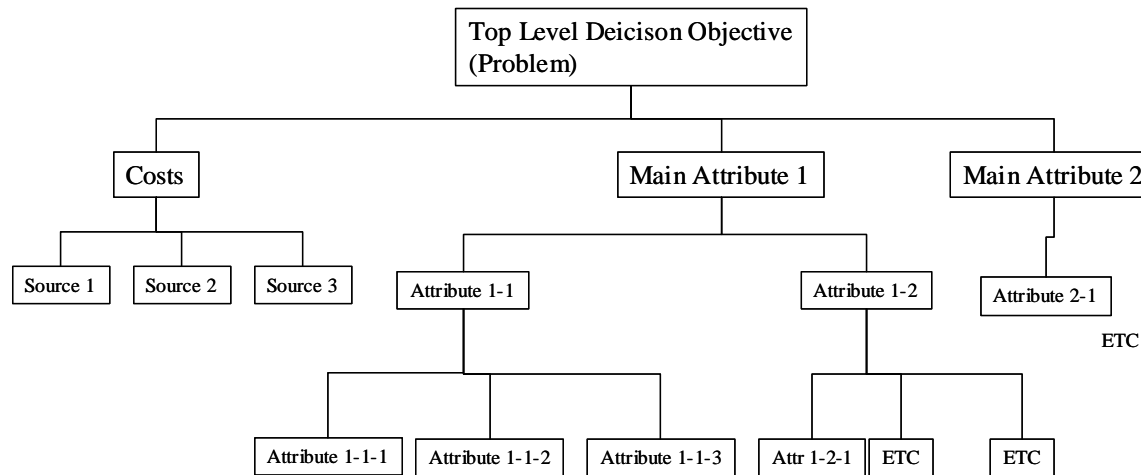 Top Level Deicison Objective
(Problem)
Costs
Main Attribute 1
Main Attribute 2
Source 1
Source 2
Source 3
Attribute 1-1
Attribute 1-2
Attribute 2-1
ETC
Attribute 1-1-1
Attribute 1-1-2
Attribute 1-1-3
Attr 1-2-1
ETC
ETC